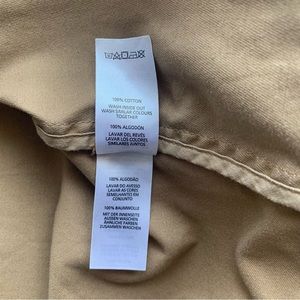 100% COTTON
WASH INSIDE OUT
WASH SIMILAR COLOURS
TOGETHER
100% ALGODÓN
LAVAR DEL REVÉS
LAVAR LOS COLORES
SIMILARES JUNTOS
100% ALGODÃO
LAVAR DO AVESSO
LAVAR AS CORES
SEMELHANTES EM
CONJUNTO
100% BAUMWOLLE
MIT DER INNENSEITE
AUSSEN WASCHEN
ÄHNLICHE FARBEN
ZUSAMMEN WASCHEN